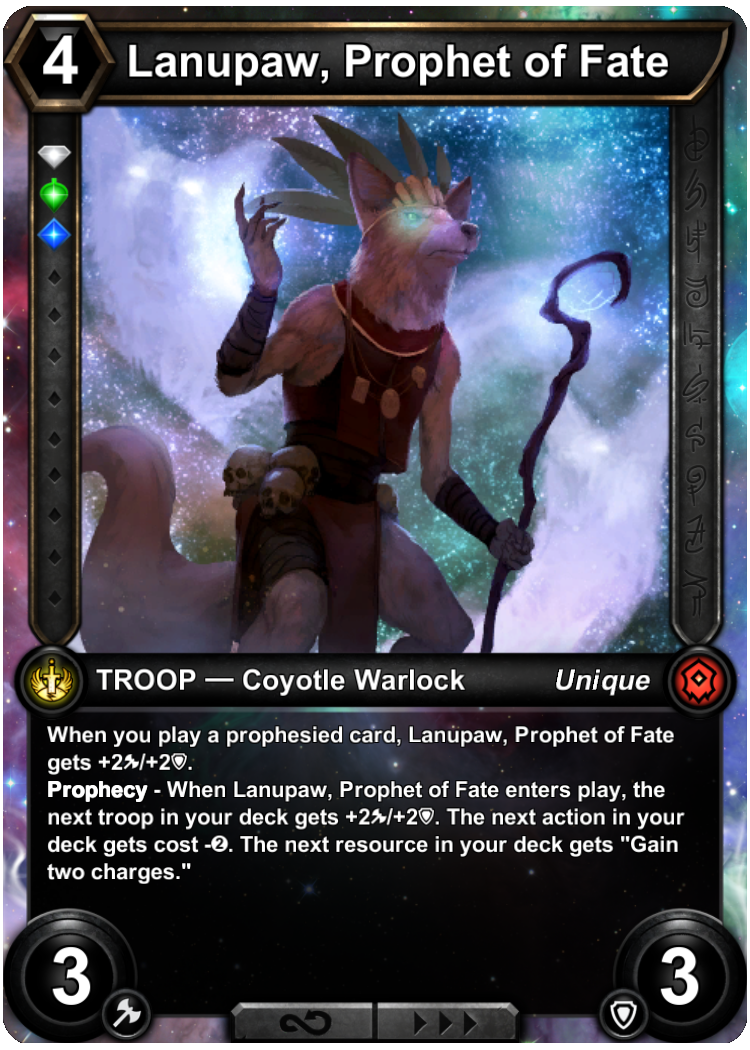 4
Lanupaw, Prophet of Fate
TROOP — Coyotle Warlock
Unique
When you play a prophesied card, Lanupaw, Prophet of Fate
gets +2/+2.
Prophecy - When Lanupaw, Prophet of Fate enters play, the
next troop in your deck gets +2/+2. The next action in your
deck gets cost -❷. The next resource in your deck gets "Gain
two charges."
3
3